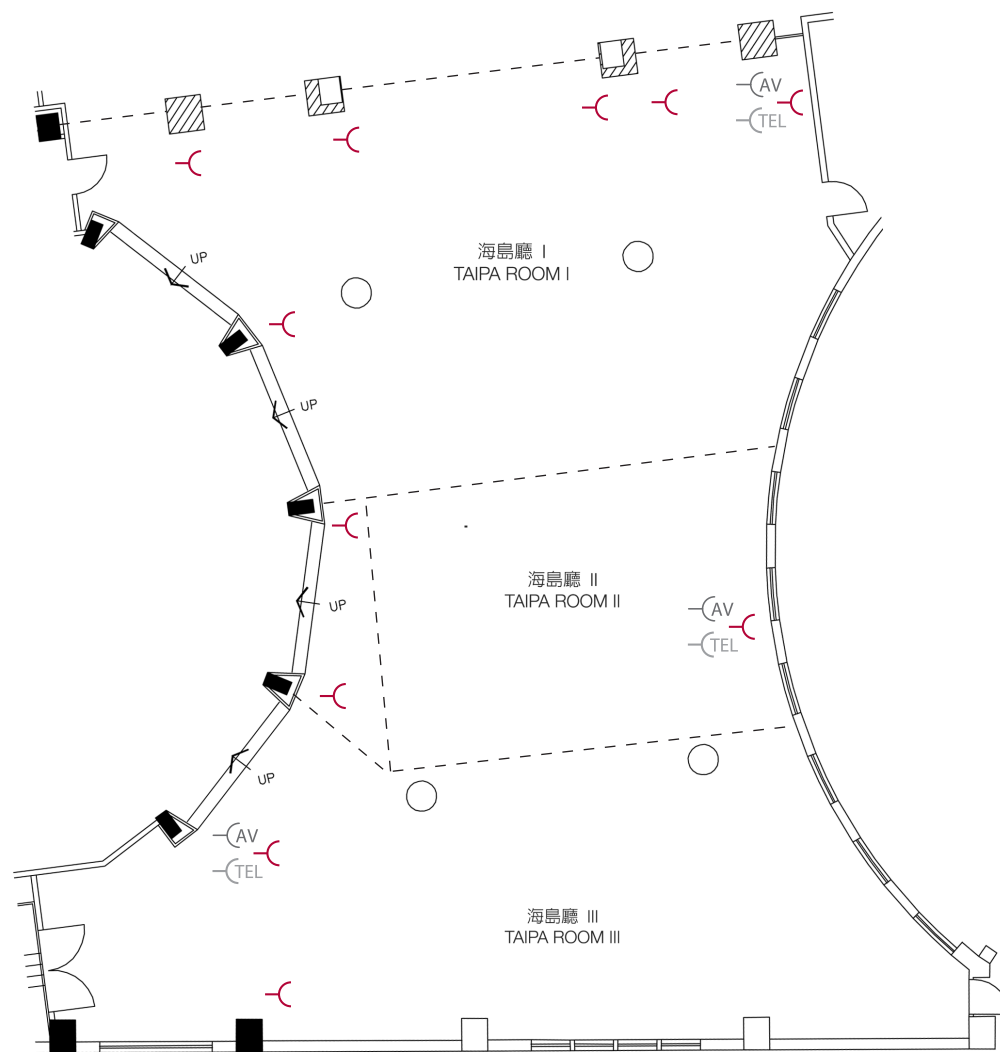 AV
TEL
海島廳 I
TAIPA ROOM I
UP
UP
海島廳 II
TAIPA ROOM II
UP
AV
TEL
UP
AV
TEL
海島廳 III
TAIPA ROOM III